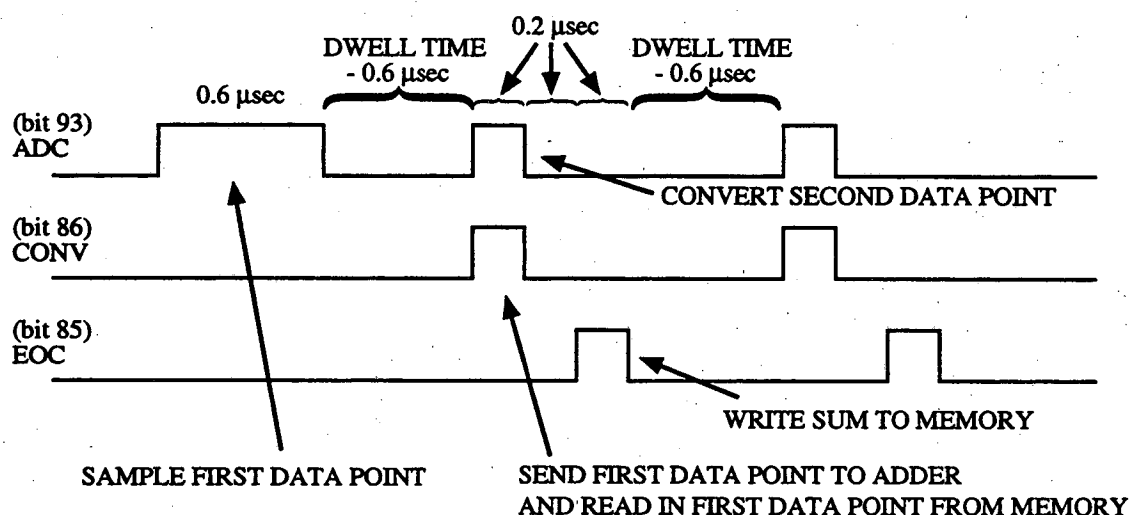 0.2 µsec
DWELL TIME
- 0.6 µsec
DWELL TIME
- 0.6 µsec
0.6 µsec
(bit 93)
ADC
CONVERT SECOND DATA POINT
(bit 86)
CONV
(bit 85)
EOC
WRITE SUM TO MEMORY
SAMPLE FIRST DATA POINT
SEND FIRST DATA POINT TO ADDER
AND READ IN FIRST DATA POINT FROM MEMORY